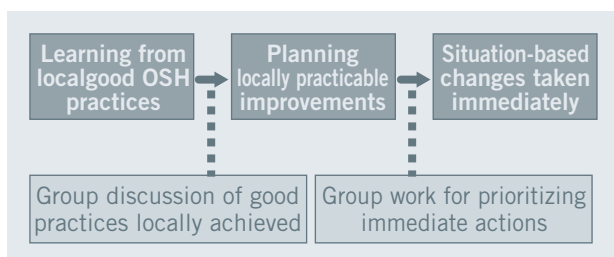 Learning from
localgood OSH
practices
Planning
locally practicable
improvements
Situation-based
changes taken
immediately
Group discussion of good
practices locally achieved
Group work for prioritizing
immediate actions